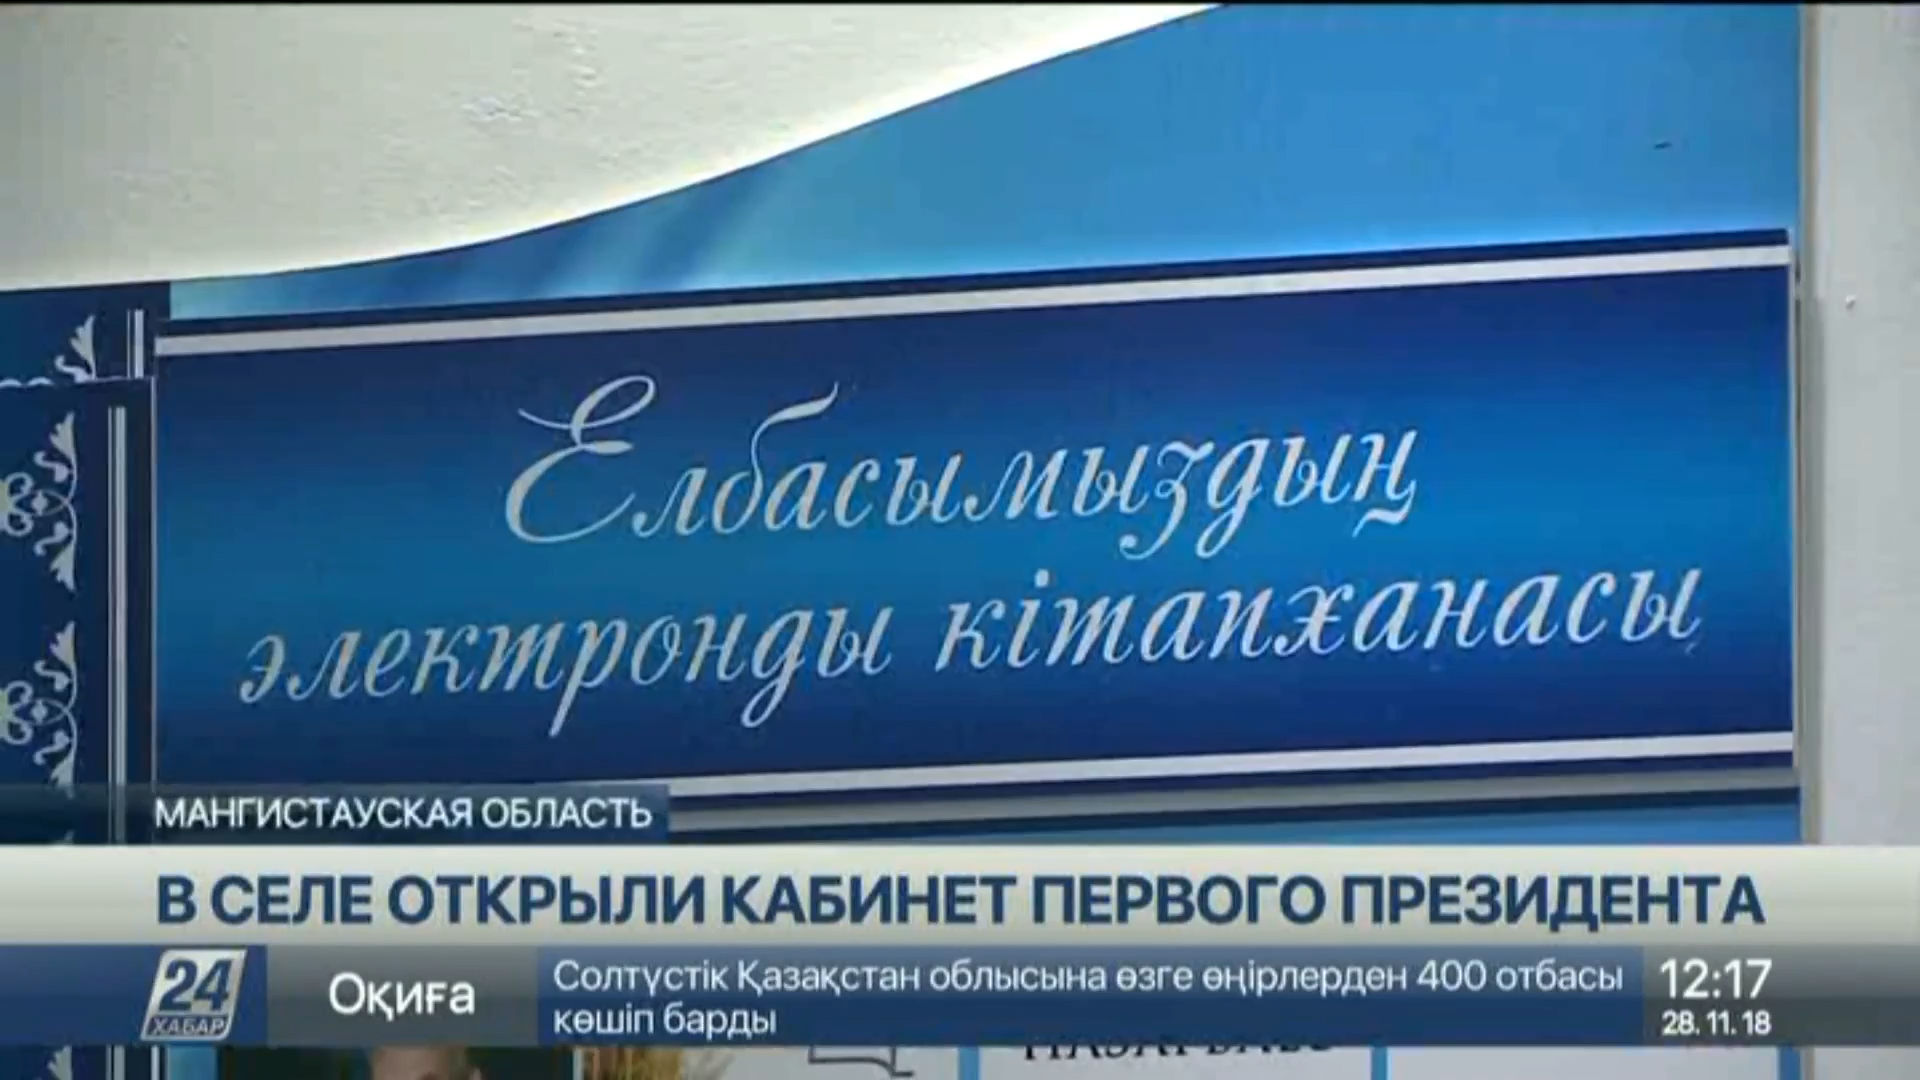 Елбасымыздың
электронды кітапханасы
МАНГИСТАУСКАЯ ОБЛАСТЬ
В СЕЛЕ ОТКРЫЛИ КАБИНЕТ ПЕРВОГО ПРЕЗИДЕНТА
24
ХАБАР
Оқиға
Солтүстік Қазақстан облысына өзге өңірлерден 400 отбасы
көшіп барды
12:17
28.11.18